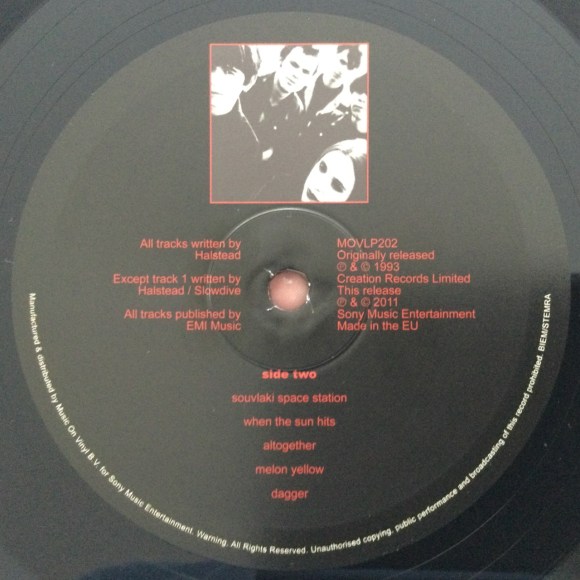 All tracks written by
Halstead
Except track 1 written by
Halstead / Slowdive
All tracks published by
EMI Music
MOVLP202
Originally released
℗ & © 1993
Creation Records Limited
This release
℗ & © 2011
Sony Music Entertainment
Made in the EU
side two
souvlaki space station
when the sun hits
altogether
melon yellow
dagger
Manufactured & distributed by Music On Vinyl B.V. for Sony Music Entertainment. Warning. All Rights Reserved. Unauthorised copying, public performance and broadcasting of this record prohibited. BIEM/STEMRA